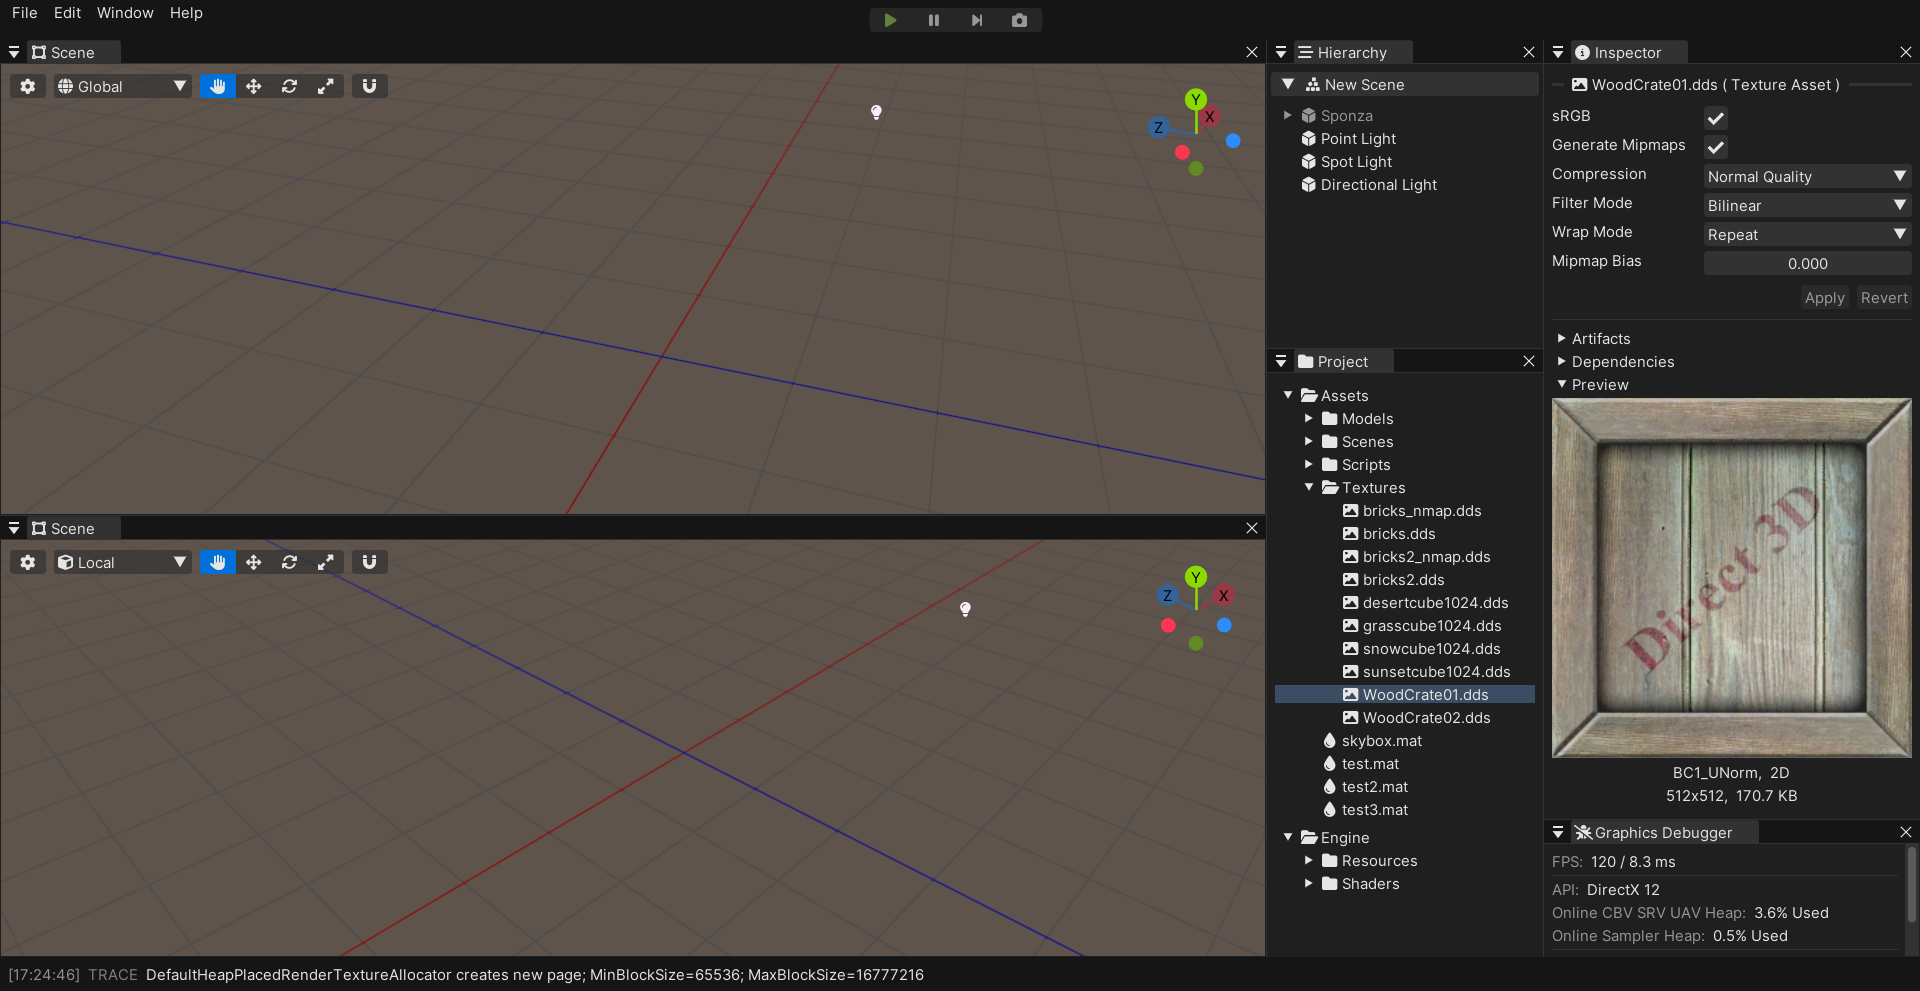 File Edit Window Help
Scene
Global
Y
X
Z
Scene
Local
Y
Z
X
Hierarchy
New Scene
Sponza
Point Light
Spot Light
Directional Light
Project
Assets
Models
Scenes
Scripts
Textures
bricks_nmap.dds
bricks.dds
bricks2_nmap.dds
bricks2.dds
desertcube1024.dds
grasscube1024.dds
snowcube1024.dds
sunsetcube1024.dds
WoodCrate01.dds
WoodCrate02.dds
skybox.mat
test.mat
test2.mat
test3.mat
Engine
Resources
Shaders
Inspector
WoodCrate01.dds ( Texture Asset )
sRGB
Generate Mipmaps
Compression Normal Quality
Filter Mode Bilinear
Wrap Mode Repeat
Mipmap Bias 0.000
Apply Revert
Artifacts
Dependencies
Preview
Direct 3D
BC1_UNorm, 2D
512x512, 170.7 KB
Graphics Debugger
FPS: 120 / 8.3 ms
API: DirectX 12
Online CBV SRV UAV Heap: 3.6% Used
Online Sampler Heap: 0.5% Used
[17:24:46] TRACE DefaultHeapPlacedRenderTextureAllocator creates new page; MinBlockSize=65536; MaxBlockSize=16777216